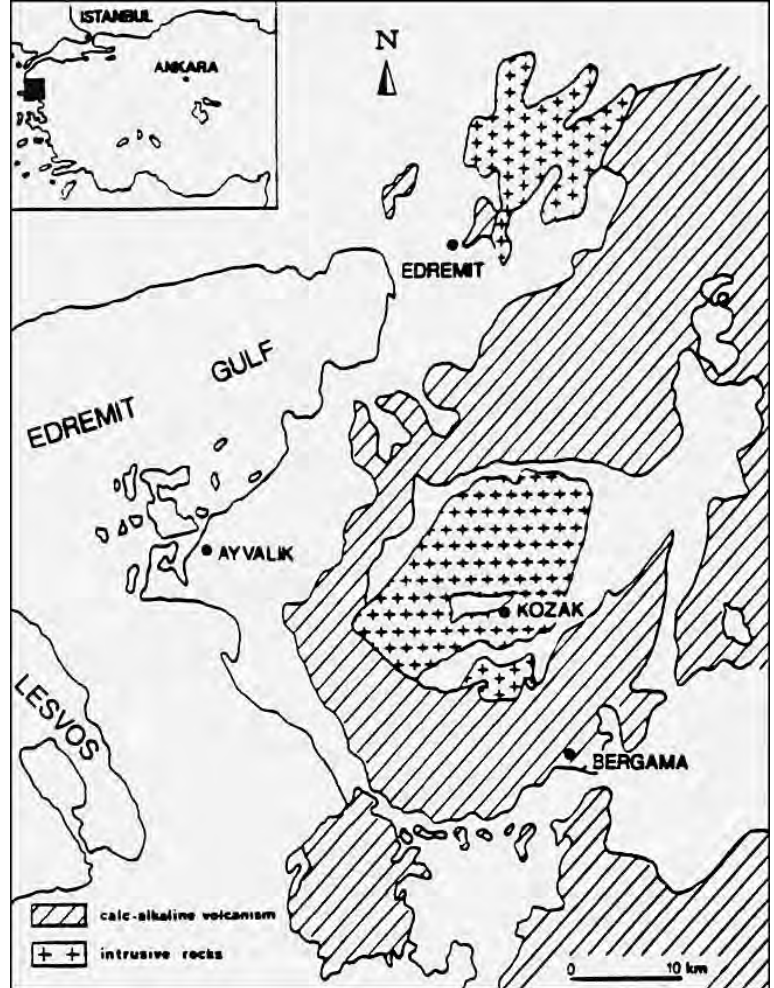 ISTANBUL
ANKARA
N
EDREMIT
EDREMIT GULF
AYVALIK
KOZAK
LESVOS
BERGAMA
calc-alkaline volcanism
intrusive rocks
0 10 km